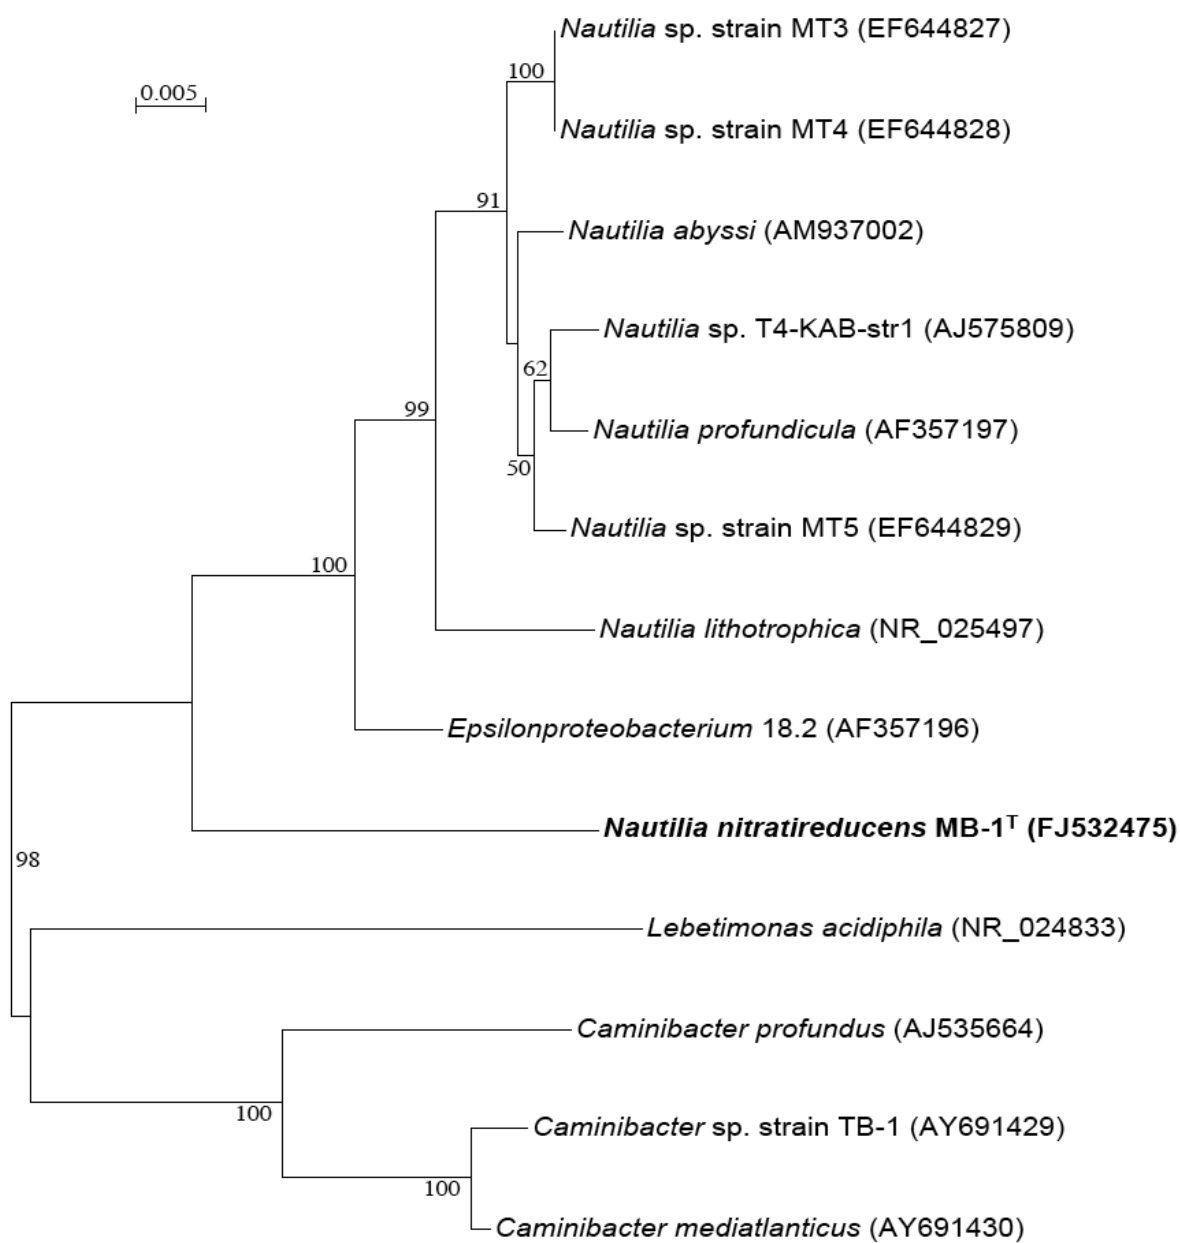 Nautilia sp. strain MT3 (EF644827)
100
0.005
Nautilia sp. strain MT4 (EF644828)
91
Nautilia abyssi (AM937002)
Nautilia sp. T4-KAB-str1 (AJ575809)
62
99
Nautilia profundicula (AF357197)
50
Nautilia sp. strain MT5 (EF644829)
100
Nautilia lithotrophica (NR_025497)
Epsilonproteobacterium 18.2 (AF357196)
Nautilia nitratireducens MB-1ᵀ (FJ532475)
98
Lebetimonas acidiphila (NR_024833)
Caminibacter profundus (AJ535664)
100
Caminibacter sp. strain TB-1 (AY691429)
100
Caminibacter mediatlanticus (AY691430)